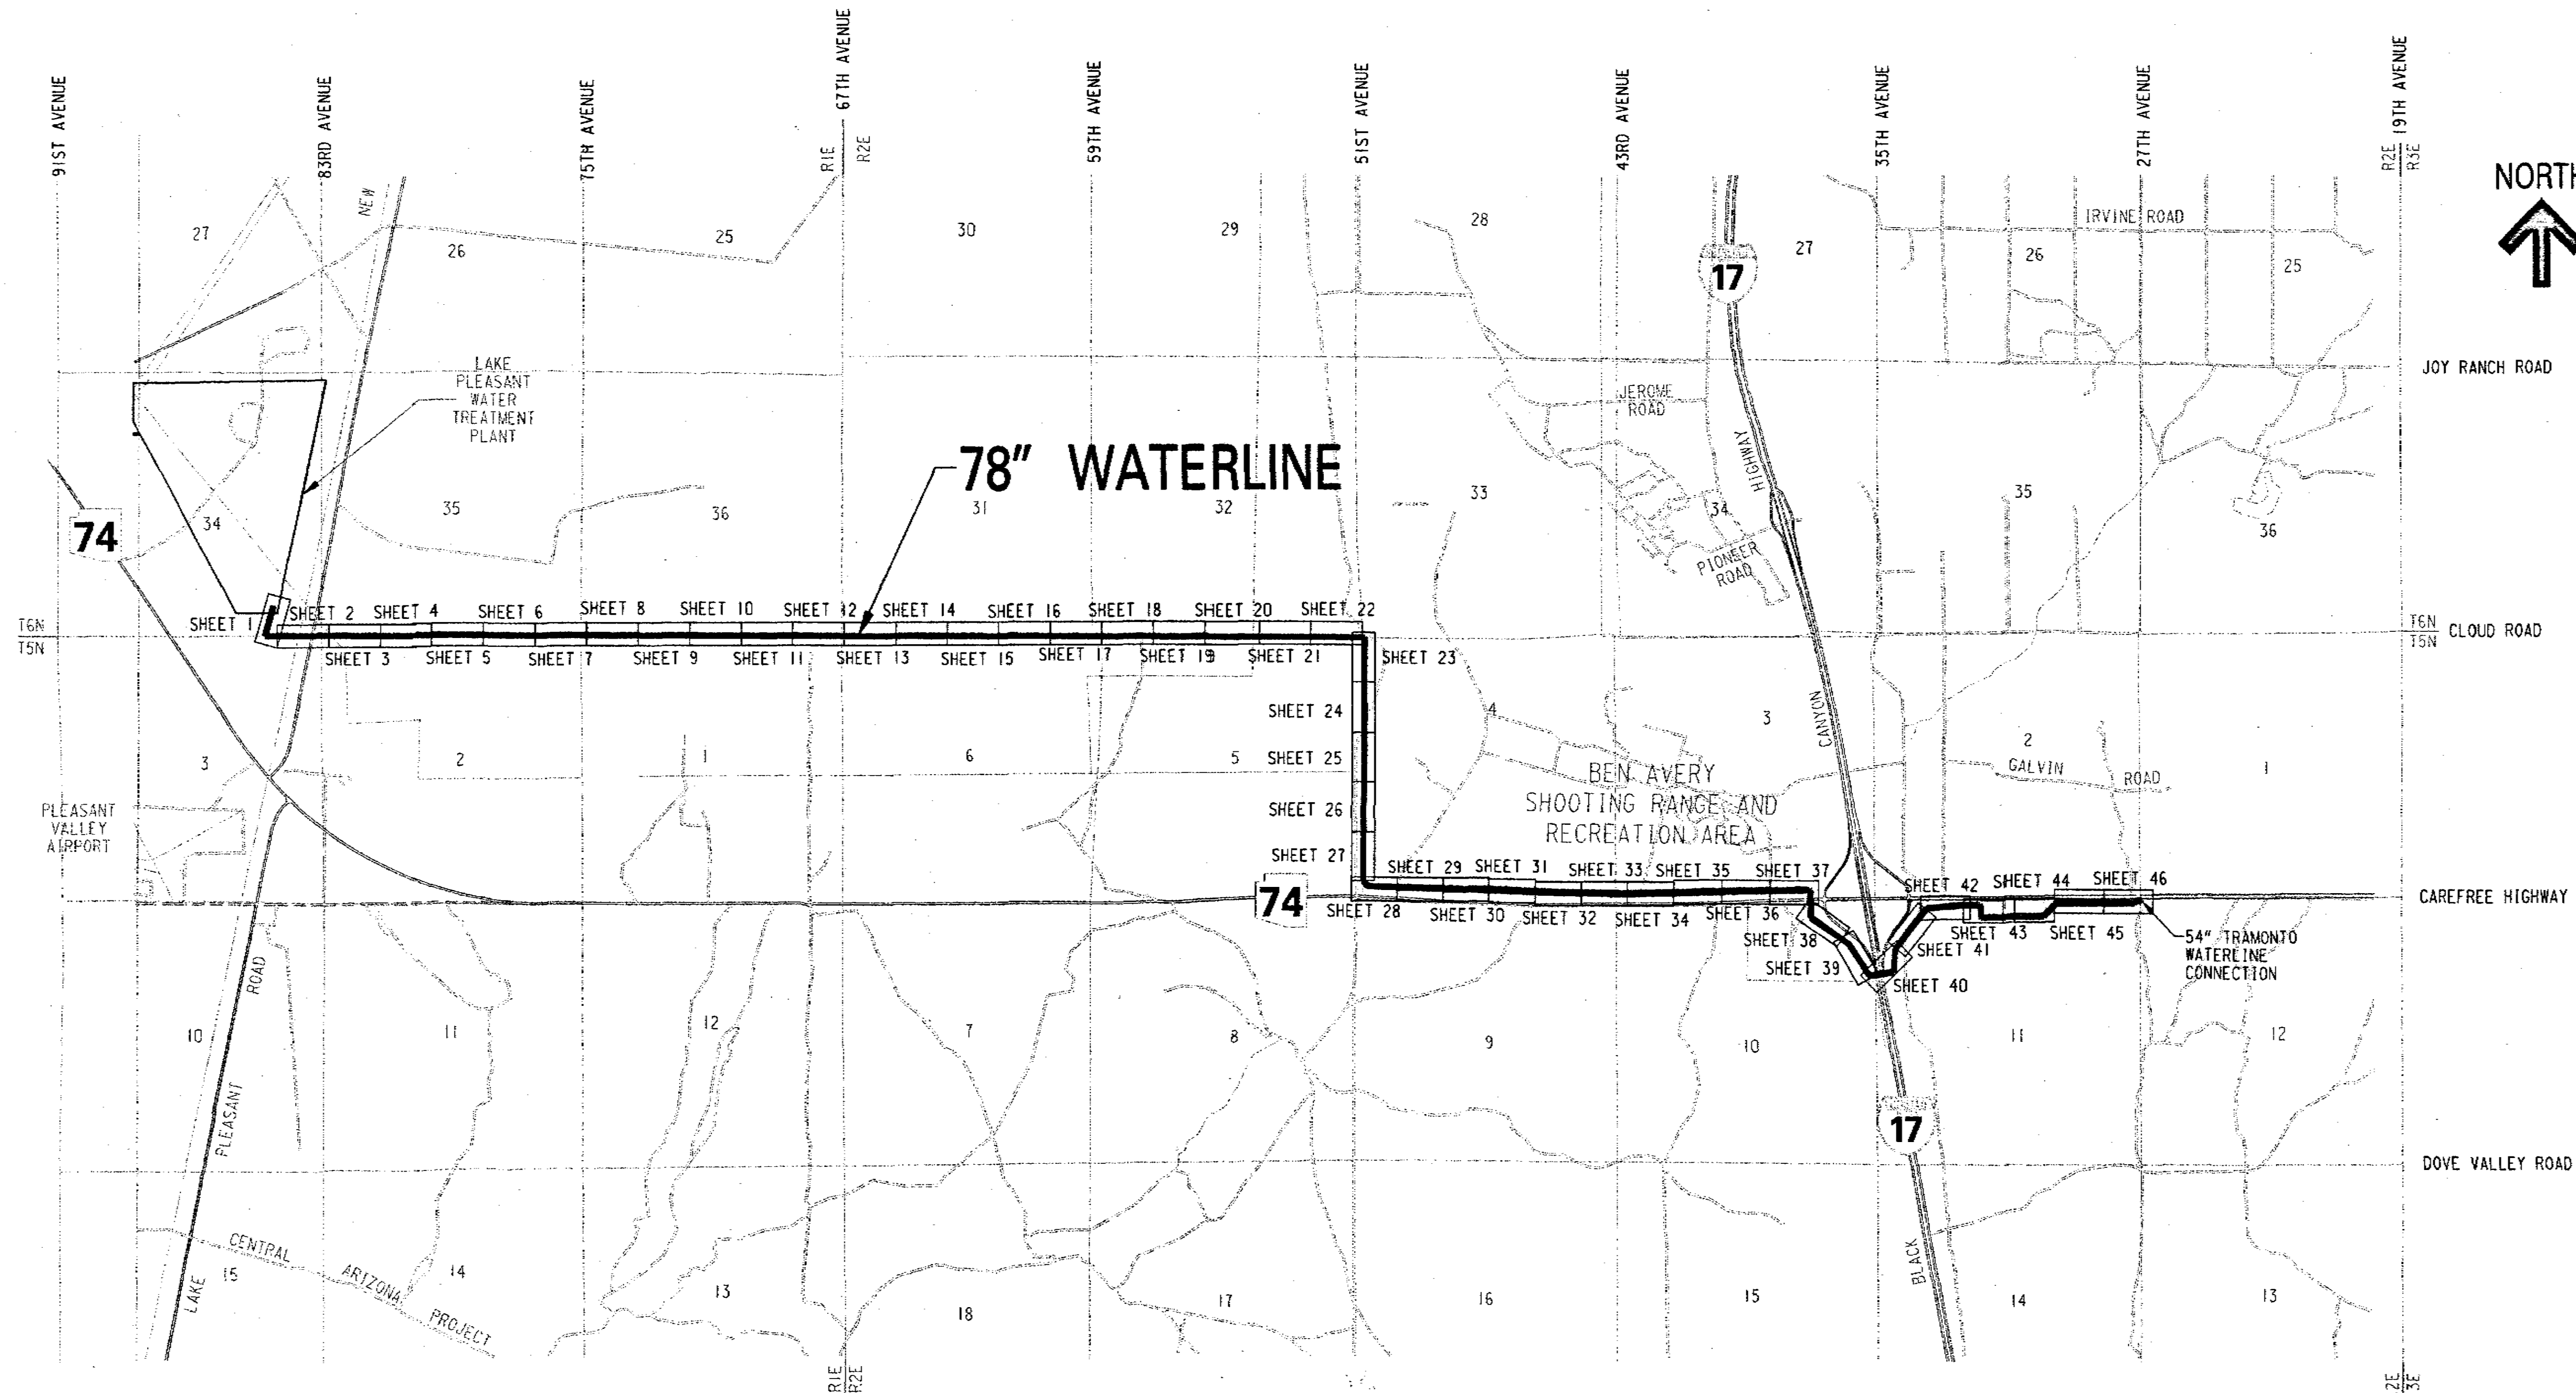 91ST AVENUE
83RD AVENUE
75TH AVENUE
67TH AVENUE
R1E
R2E
59TH AVENUE
51ST AVENUE
43RD AVENUE
35TH AVENUE
27TH AVENUE
19TH AVENUE
R2E
R3E
NORTH
NEW
27
26
25
30
29
28
17
27
IRVINE ROAD
26
25
JOY RANCH ROAD
LAKE
PLEASANT
WATER
TREATMENT
PLANT
JEROME
ROAD
HIGHWAY
78" WATERLINE
74
34
35
36
31
32
33
34
PIONEER
ROAD
35
36
T6N
T5N
SHEET 1
SHEET 2
SHEET 4
SHEET 6
SHEET 8
SHEET 10
SHEET 12
SHEET 14
SHEET 16
SHEET 18
SHEET 20
SHEET 22
SHEET 3
SHEET 5
SHEET 7
SHEET 9
SHEET 11
SHEET 13
SHEET 15
SHEET 17
SHEET 19
SHEET 21
SHEET 23
T6N
T5N
CLOUD ROAD
SHEET 24
SHEET 25
SHEET 26
SHEET 27
3
2
1
6
5
4
3
CANYON
2
GALVIN ROAD
1
BEN AVERY
SHOOTING RANGE AND
RECREATION AREA
PLEASANT
VALLEY
AIRPORT
74
SHEET 29
SHEET 31
SHEET 33
SHEET 35
SHEET 37
SHEET 42
SHEET 44
SHEET 46
CAREFREE HIGHWAY
SHEET 28
SHEET 30
SHEET 32
SHEET 34
SHEET 36
SHEET 38
SHEET 39
SHEET 40
SHEET 41
SHEET 43
SHEET 45
54" TRAMONTO
WATERLINE
CONNECTION
ROAD
10
11
12
7
8
9
10
11
12
PLEASANT
17
DOVE VALLEY ROAD
CENTRAL
ARIZONA
PROJECT
LAKE
15
14
13
18
17
16
15
BLACK
14
13
R1E
R2E
2E
3E